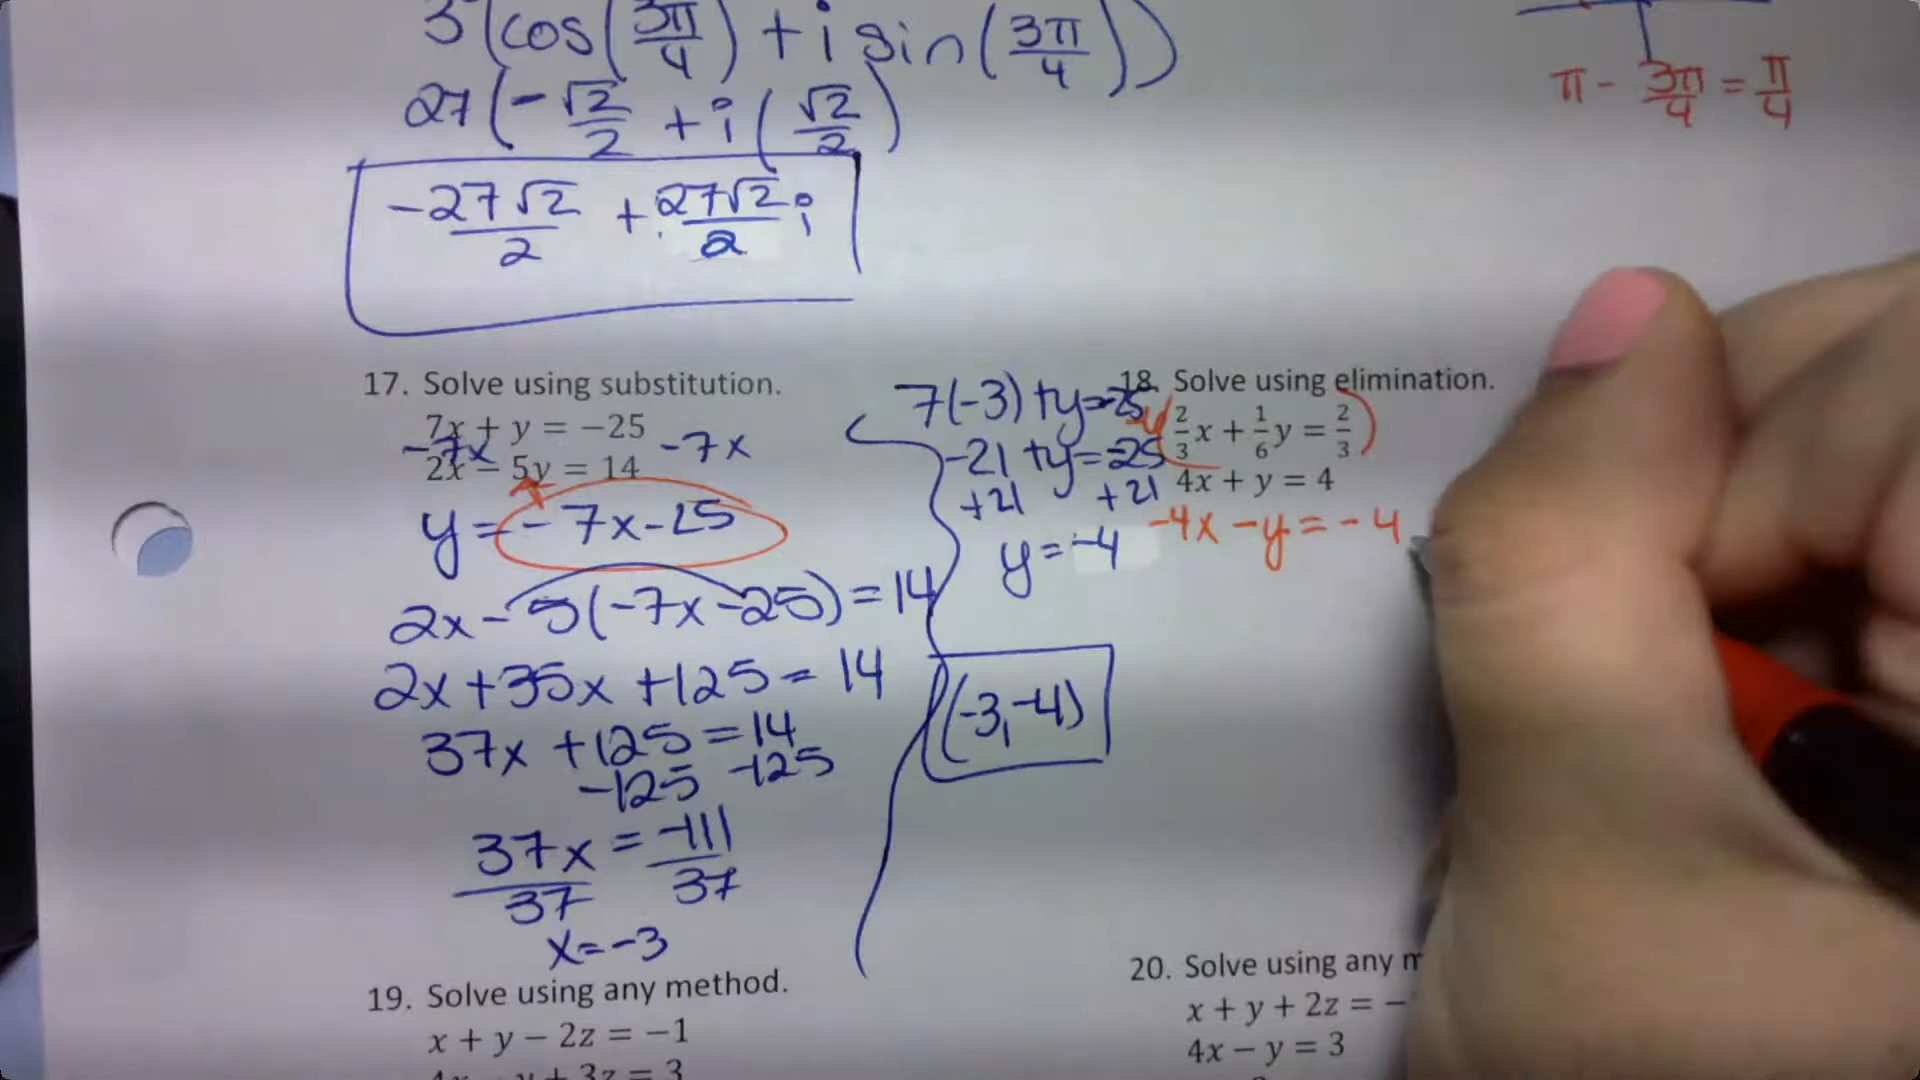 3(cos(3π/4) + i sin(3π/4))
27(-√2/2 + i(√2/2)
-27√2/2 + 27√2/2 i
π - 3π/4 = π/4
17. Solve using substitution.
7x + y = −25
-7x -7x
2x − 5y = 14
y = -7x-25
2x - 5(-7x-25) = 14
2x+35x+125 = 14
37x +125 = 14
-125 -125
37x = -111
37 37
x = -3
7(-3) +y=-25
-21 +y=-25
+21 +21
y = -4
(-3,-4)
18. Solve using elimination.
2/3 x + 1/6 y = 2/3
4x + y = 4
-4x - y = -4
19. Solve using any method.
x + y − 2z = −1
20. Solve using any
x + y + 2z = −
4x − y = 3